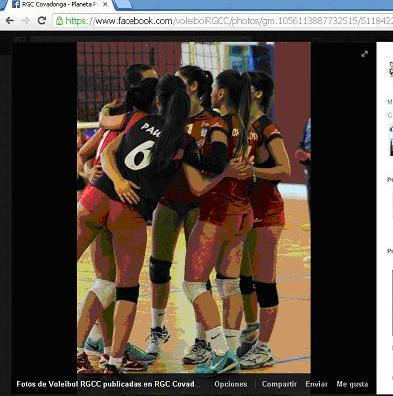 RGC Covadonga - Planeta F
https://www.facebook.com/voleibolRGCC/photos/gm.1056113887732515/5118422
PAU
6
1
Fotos de Voleibol RGCC publicadas en RGC Covad... Opciones Compartir Enviar Me gusta